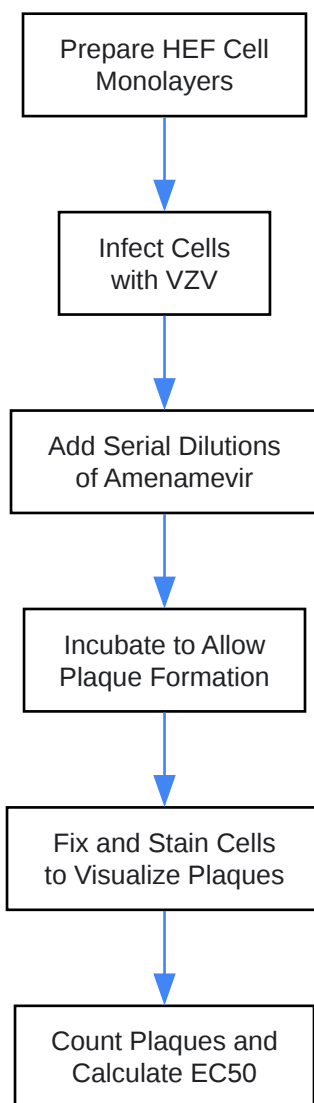 Prepare HEF Cell
Monolayers
Infect Cells
with VZV
Add Serial Dilutions
of Amenamevir
Incubate to Allow
Plaque Formation
Fix and Stain Cells
to Visualize Plaques
Count Plaques and
Calculate EC50